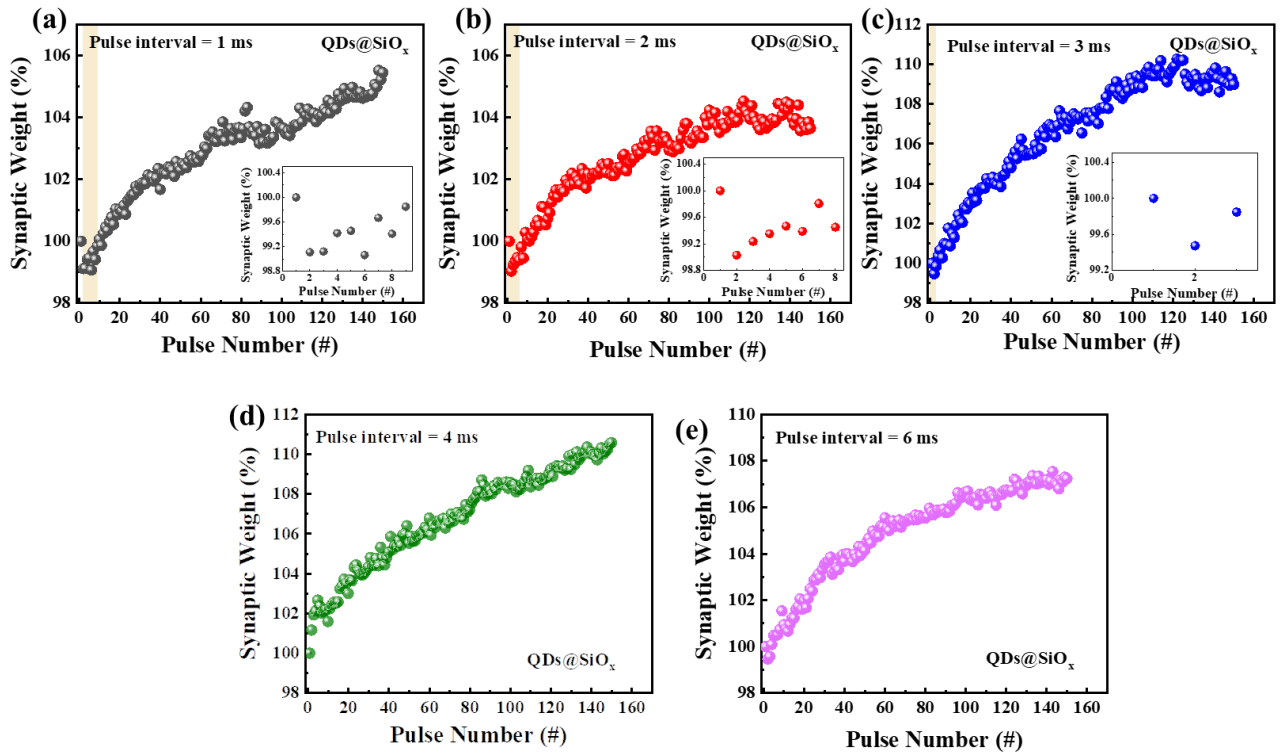 (a)
Pulse interval = 1 ms
QDs@SiOx
Synaptic Weight (%)
106
104
102
100
98
0 20 40 60 80 100 120 140 160
Pulse Number (#)
Synaptic Weight (%)
100.4
100.0
99.6
99.2
98.8
0 2 4 6 8
Pulse Number (#)
(b)
Pulse interval = 2 ms
QDs@SiOx
Synaptic Weight (%)
106
104
102
100
98
0 20 40 60 80 100 120 140 160
Pulse Number (#)
Synaptic Weight (%)
100.4
100.0
99.6
99.2
98.8
0 2 4 6 8
Pulse Number (#)
(c)
Pulse interval = 3 ms
QDs@SiOx
Synaptic Weight (%)
112
110
108
106
104
102
100
98
0 20 40 60 80 100 120 140 160
Pulse Number (#)
Synaptic Weight (%)
100.4
100.0
99.6
99.2
0 2
Pulse Number (#)
(d)
Pulse interval = 4 ms
QDs@SiOx
Synaptic Weight (%)
112
110
108
106
104
102
100
98
0 20 40 60 80 100 120 140 160
Pulse Number (#)
(e)
Pulse interval = 6 ms
QDs@SiOx
Synaptic Weight (%)
110
108
106
104
102
100
98
0 20 40 60 80 100 120 140 160
Pulse Number (#)